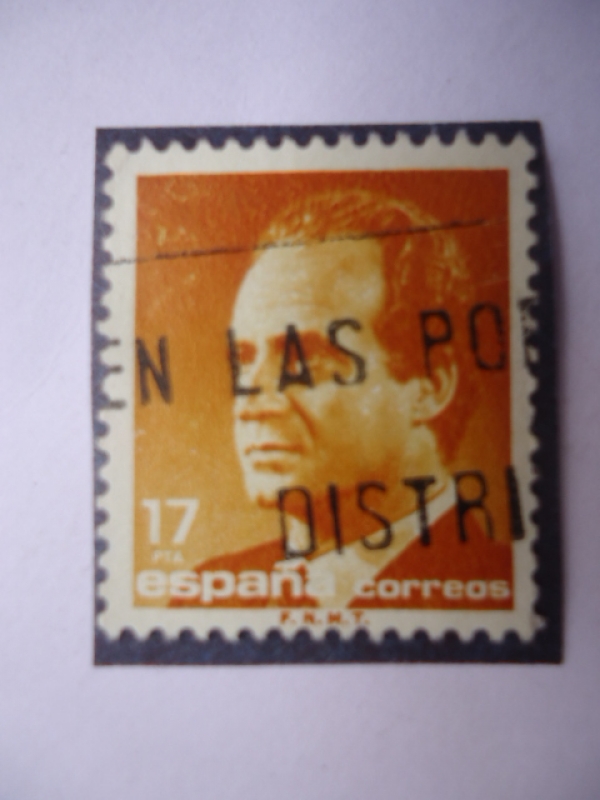 EN LAS PO
DISTRI
17
PTA
españa correos
F.N.M.T.